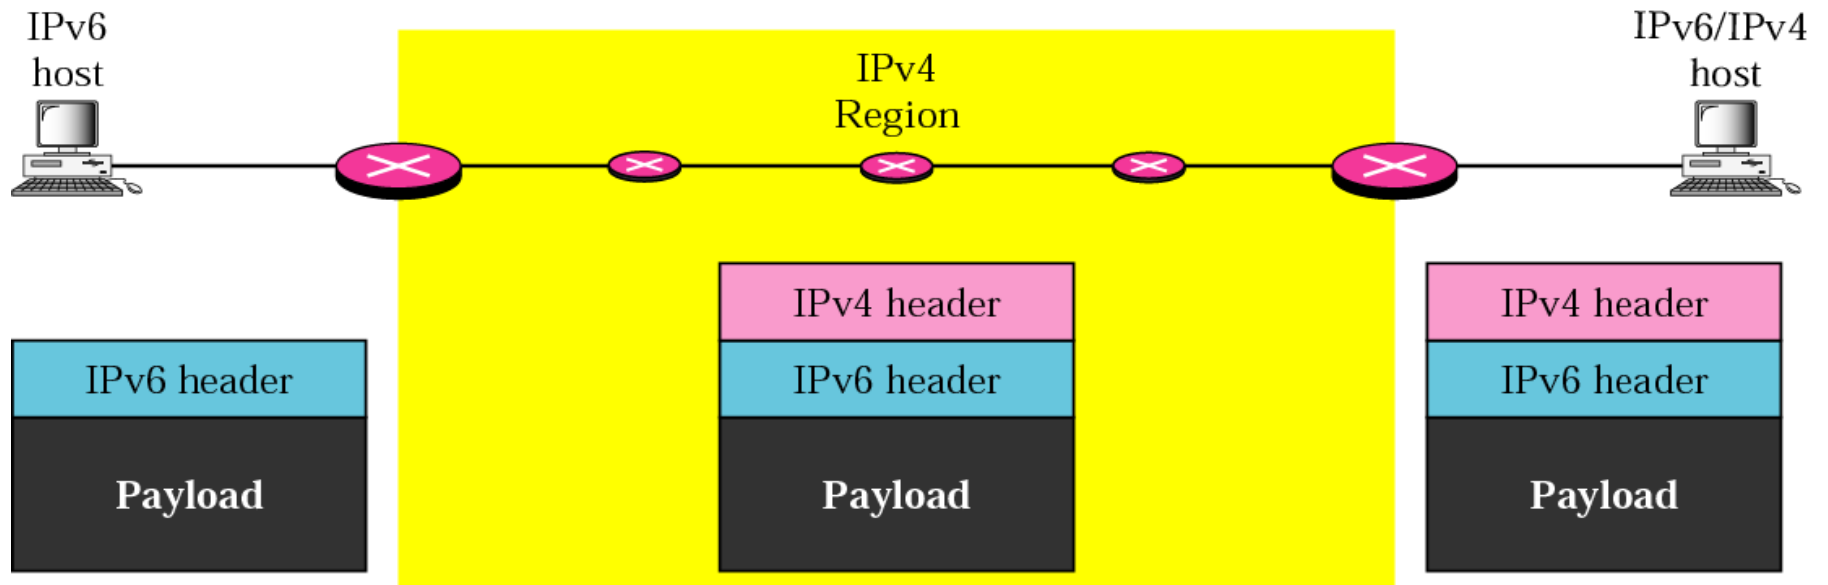 IPv6
host
IPv4
Region
IPv6/IPv4
host
IPv6 header
Payload
IPv4 header
IPv6 header
Payload
IPv4 header
IPv6 header
Payload